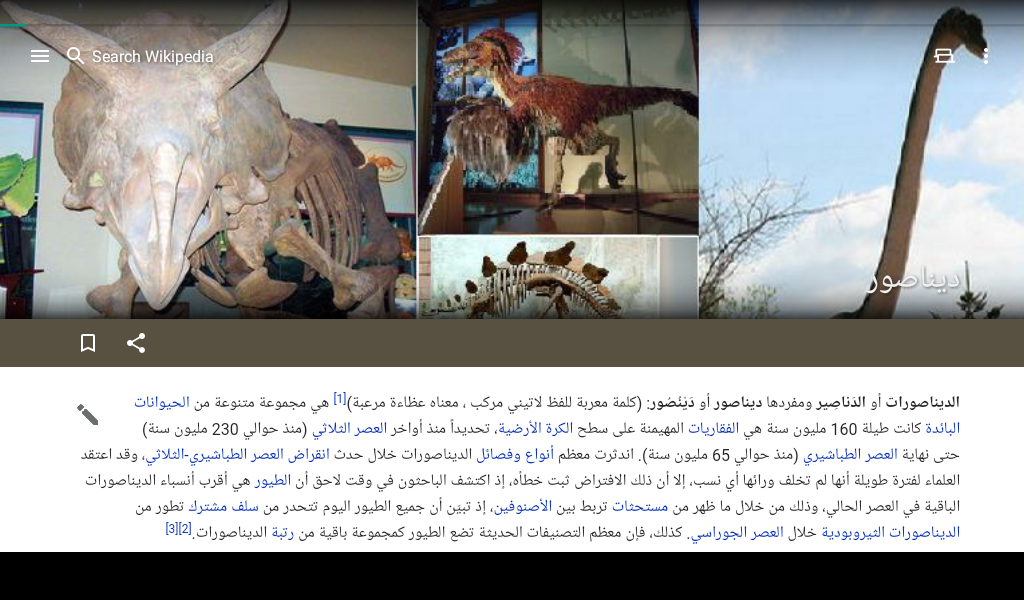 Search Wikipedia
ديناصور
الديناصورات أو الدَناصِير ومفردها ديناصور أو دَيْنُصُور: (كلمة معربة للفظ لاتيني مركب ، معناه عظاءة مرعبة)[1] هي مجموعة متنوعة من الحيوانات
البائدة كانت طيلة 160 مليون سنة هي الفقاريات المهيمنة على سطح الكرة الأرضية، تحديداً منذ أواخر العصر الثلاثي (منذ حوالي 230 مليون سنة)
حتى نهاية العصر الطباشيري (منذ حوالي 65 مليون سنة). اندثرت معظم أنواع وفصائل الديناصورات خلال حدث انقراض العصر الطباشيري-الثلاثي، وقد اعتقد
العلماء لفترة طويلة أنها لم تخلف ورائها أي نسب، إلا أن ذلك الافتراض ثبت خطأه، إذ اكتشف الباحثون في وقت لاحق أن الطيور هي أقرب أنسباء الديناصورات
الباقية في العصر الحالي، وذلك من خلال ما ظهر من مستحثات تربط بين الأصنوفين، إذ تبيّن أن جميع الطيور اليوم تتحدر من سلف مشترك تطور من
الديناصورات الثيروبودية خلال العصر الجوراسي. كذلك، فإن معظم التصنيفات الحديثة تضع الطيور كمجموعة باقية من رتبة الديناصورات.[2][3]